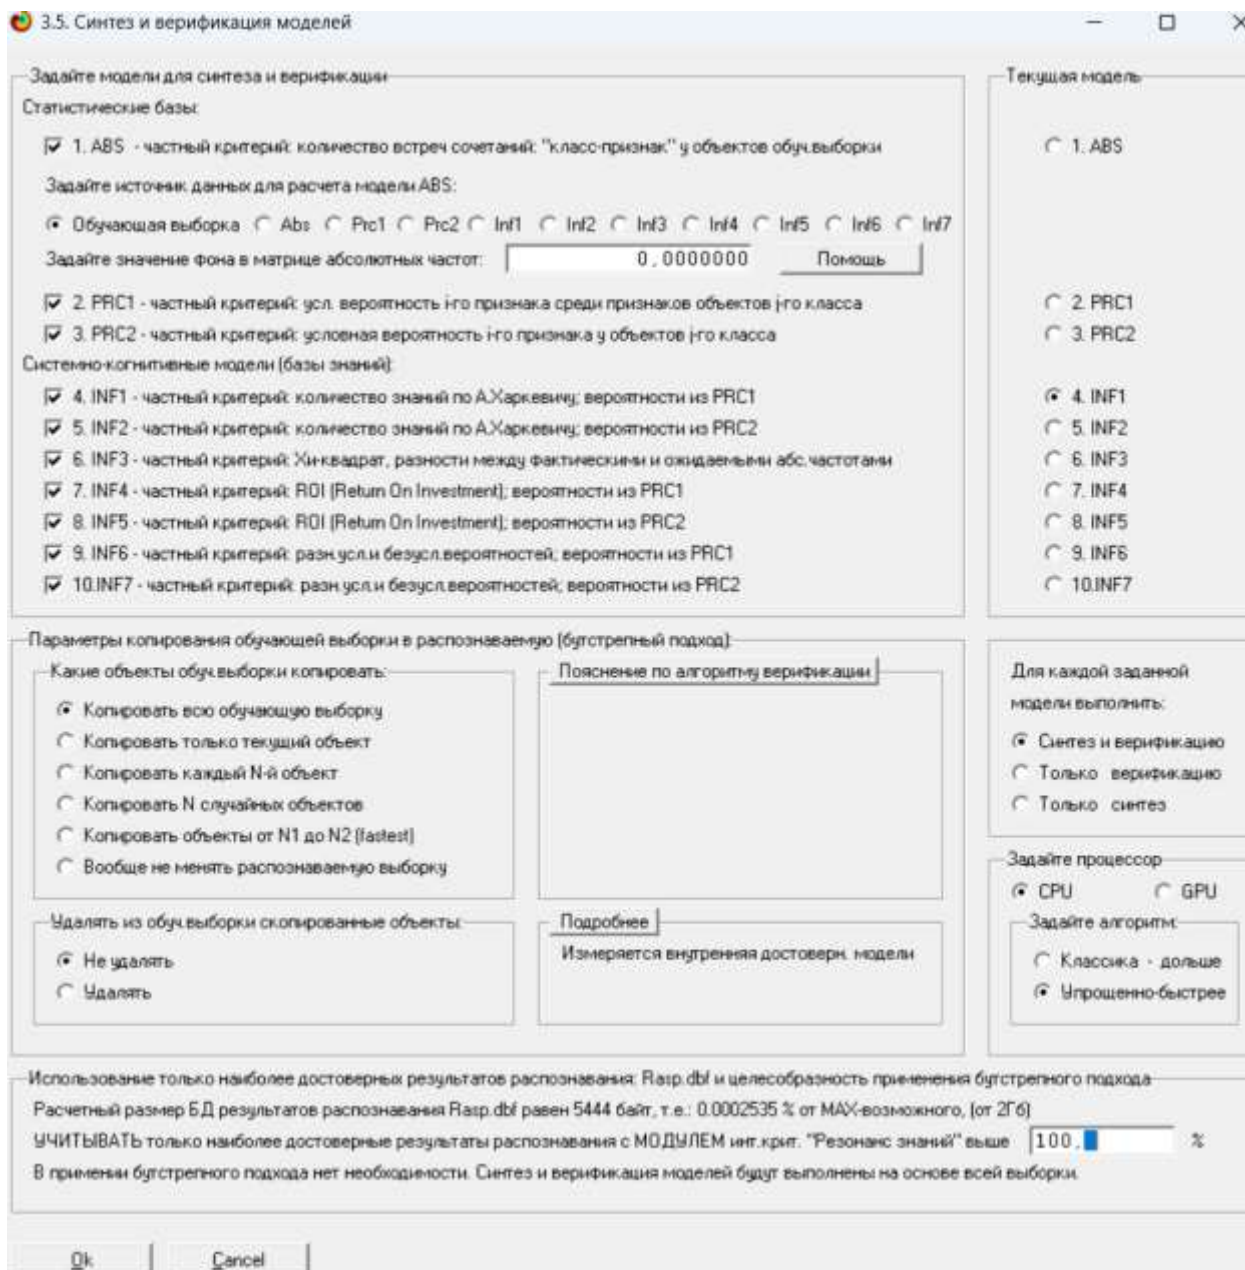 3.5. Синтез и верификация моделей
Задайте модели для синтеза и верификации
Текущая модель
Статистические базы:
1. ABS - частный критерий: количество встреч сочетаний: "класс-признак" у объектов обуч.выборки
1. ABS
Задайте источник данных для расчета модели ABS:
Обучающая выборка Abs Prc1 Prc2 Inf1 Inf2 Inf3 Inf4 Inf5 Inf6 Inf7
Задайте значение фона в матрице абсолютных частот: 0,0000000 Помощь
2. PRC1 - частный критерий: усл. вероятность i-го признака среди признаков объектов j-го класса
2. PRC1
3. PRC2 - частный критерий: условная вероятность i-го признака у объектов j-го класса
3. PRC2
Системно-когнитивные модели (базы знаний):
4. INF1 - частный критерий: количество знаний по А.Харкевичу; вероятности из PRC1
4. INF1
5. INF2 - частный критерий: количество знаний по А.Харкевичу; вероятности из PRC2
5. INF2
6. INF3 - частный критерий: Хи-квадрат, разности между фактическими и ожидаемыми абс.частотами
6. INF3
7. INF4 - частный критерий: ROI (Return On Investment); вероятности из PRC1
7. INF4
8. INF5 - частный критерий: ROI (Return On Investment); вероятности из PRC2
8. INF5
9. INF6 - частный критерий: разн.усл.и безусл.вероятностей; вероятности из PRC1
9. INF6
10.INF7 - частный критерий: разн.усл.и безусл.вероятностей; вероятности из PRC2
10.INF7
Параметры копирования обучающей выборки в распознаваемую (бутстрепный подход):
Какие объекты обуч.выборки копировать:
Копировать всю обучающую выборку
Копировать только текущий объект
Копировать каждый N-й объект
Копировать N случайных объектов
Копировать объекты от N1 до N2 (fastest)
Вообще не менять распознаваемую выборку
Пояснение по алгоритму верификации
Удалять из обуч.выборки скопированные объекты:
Не удалять
Удалять
Подробнее
Измеряется внутренняя достоверн. модели
Для каждой заданной
модели выполнить:
Синтез и верификацию
Только верификацию
Только синтез
Задайте процессор
CPU GPU
Задайте алгоритм:
Классика - дольше
Упрощенно-быстрее
Использование только наиболее достоверных результатов распознавания: Rasp.dbf и целесобразность применения бутстрепного подхода
Расчетный размер БД результатов распознавания Rasp.dbf равен 5444 байт, т.е.: 0.0002535 % от MAX-возможного, (от 2Гб)
УЧИТЫВАТЬ только наиболее достоверные результаты распознавания с МОДУЛЕМ инт.крит. "Резонанс знаний" выше 100, %
В примении бутстрепного подхода нет необходимости. Синтез и верификация моделей будут выполнены на основе всей выборки.
Ok Cancel